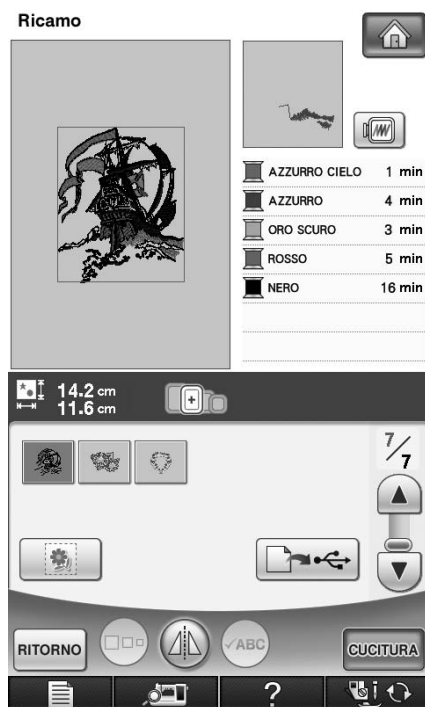 Ricamo
AZZURRO CIELO 1 min
AZZURRO 4 min
ORO SCURO 3 min
ROSSO 5 min
NERO 16 min
14.2 cm
11.6 cm
7/7
RITORNO
ABC
CUCITURA
?